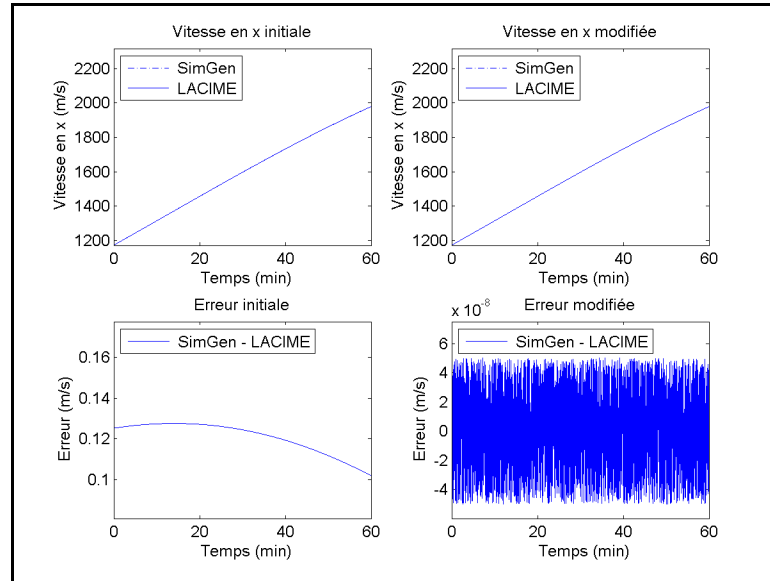 Vitesse en x initiale
2200
2000
1800
1600
1400
1200
Vitesse en x (m/s)
SimGen
LACIME
0 20 40 60
Temps (min)
Vitesse en x modifiée
2200
2000
1800
1600
1400
1200
Vitesse en x (m/s)
SimGen
LACIME
0 20 40 60
Temps (min)
Erreur initiale
0.16
0.14
0.12
0.1
Erreur (m/s)
SimGen - LACIME
0 20 40 60
Temps (min)
x 10-8
Erreur modifiée
6
4
2
0
-2
-4
Erreur (m/s)
SimGen - LACIME
0 20 40 60
Temps (min)